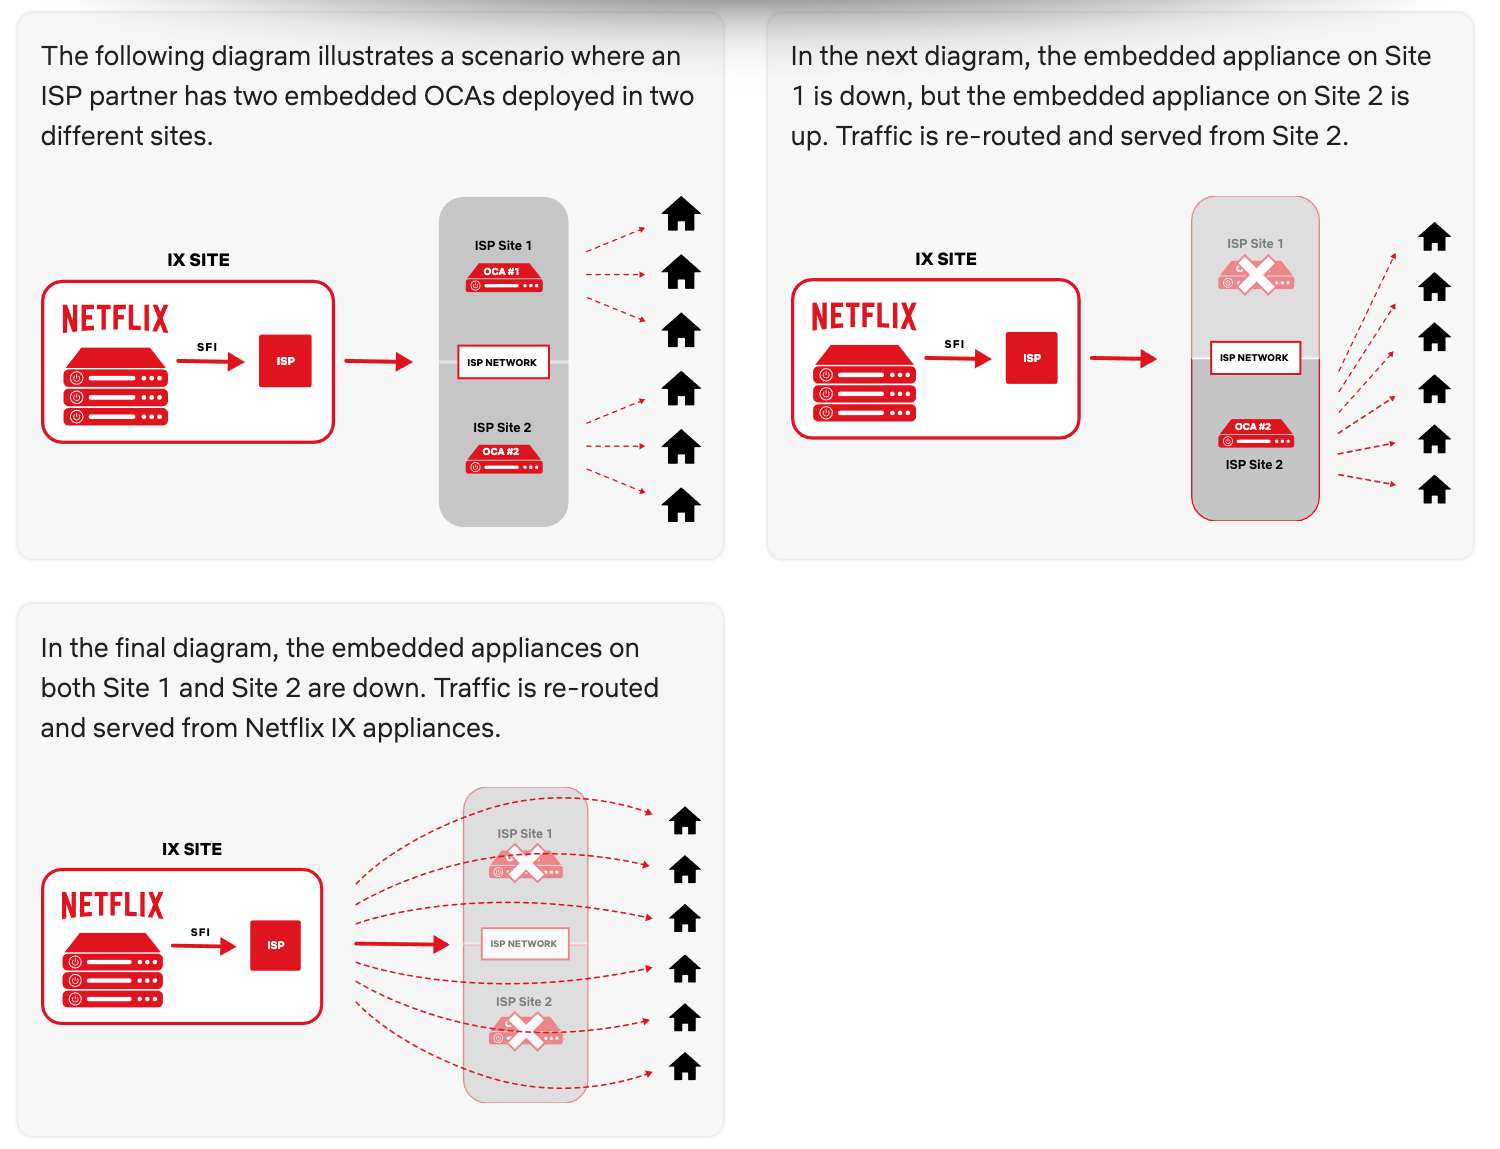 The following diagram illustrates a scenario where an
ISP partner has two embedded OCAs deployed in two
different sites.
IX SITE
NETFLIX
SFI
ISP
ISP Site 1
OCA #1
ISP NETWORK
ISP Site 2
OCA #2
In the next diagram, the embedded appliance on Site
1 is down, but the embedded appliance on Site 2 is
up. Traffic is re-routed and served from Site 2.
IX SITE
NETFLIX
SFI
ISP
ISP Site 1
ISP NETWORK
OCA #2
ISP Site 2
In the final diagram, the embedded appliances on
both Site 1 and Site 2 are down. Traffic is re-routed
and served from Netflix IX appliances.
IX SITE
NETFLIX
SFI
ISP
ISP Site 1
ISP NETWORK
ISP Site 2